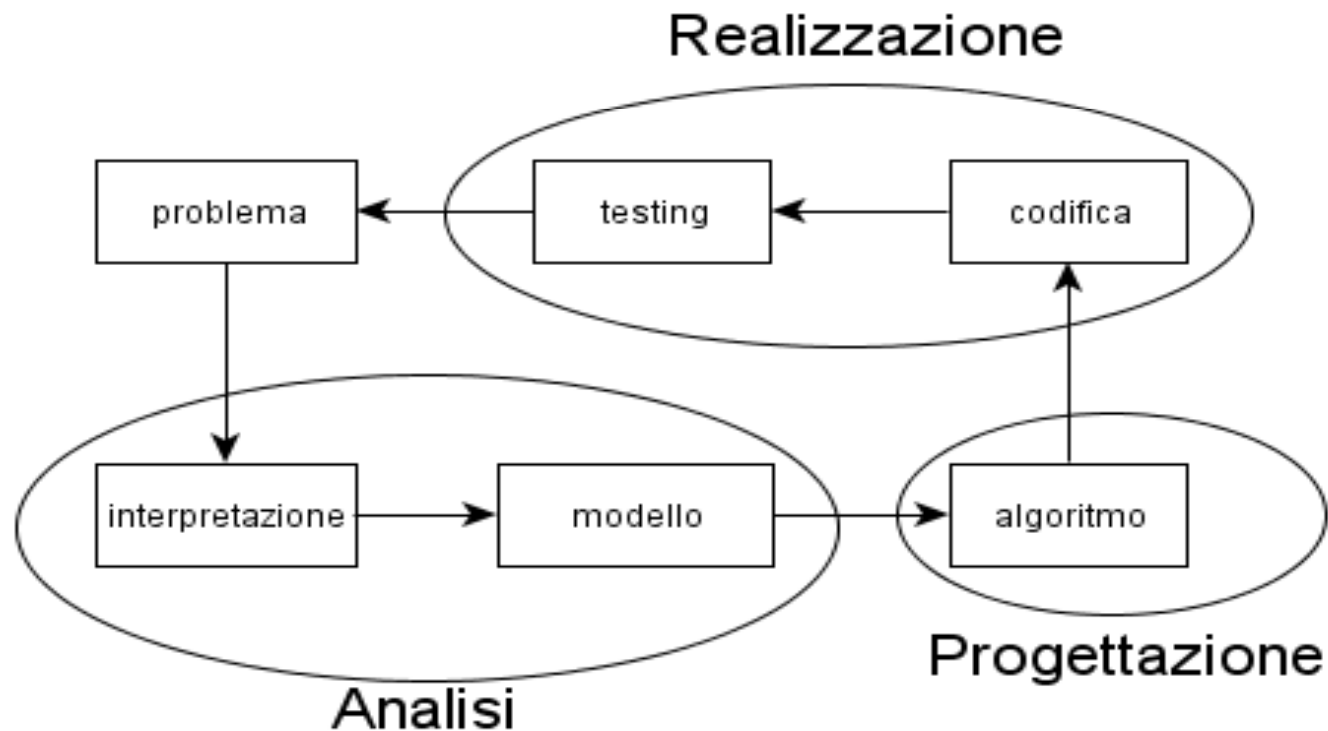 Realizzazione
problema
testing
codifica
interpretazione
modello
algoritmo
Progettazione
Analisi